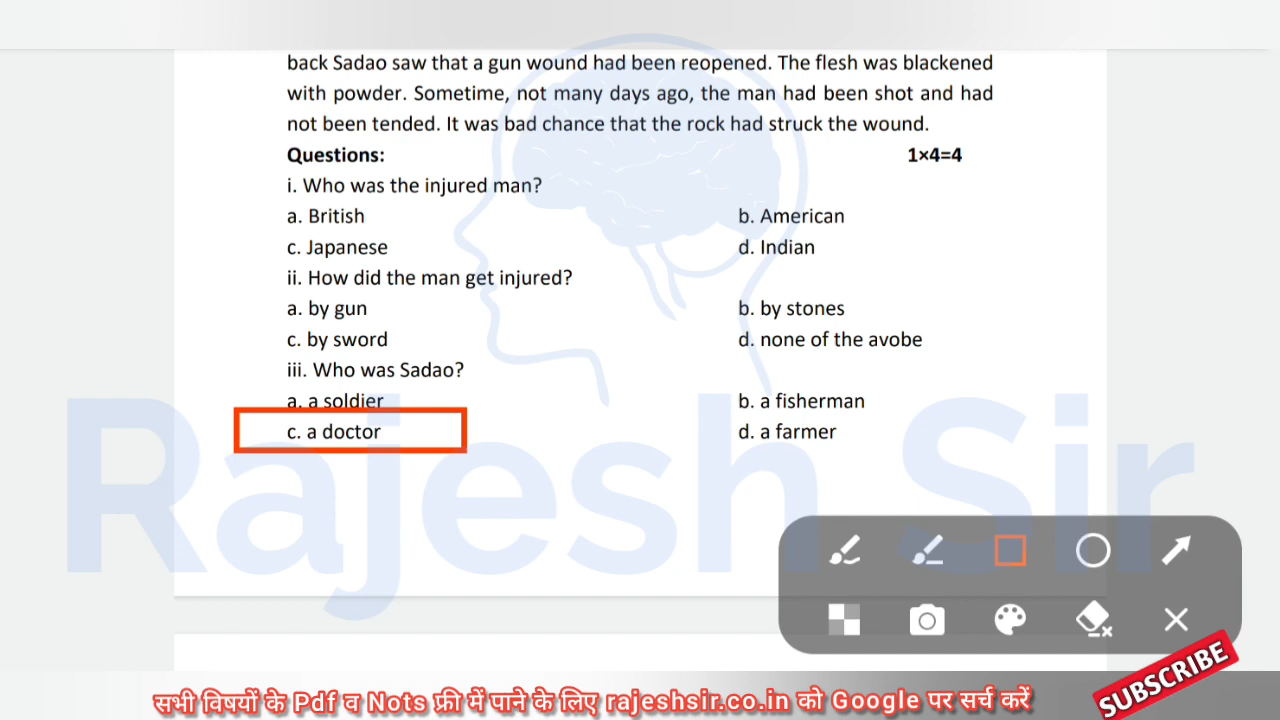 back Sadao saw that a gun wound had been reopened. The flesh was blackened
with powder. Sometime, not many days ago, the man had been shot and had
not been tended. It was bad chance that the rock had struck the wound.
Questions: 1×4=4
i. Who was the injured man?
a. British b. American
c. Japanese d. Indian
ii. How did the man get injured?
a. by gun b. by stones
c. by sword d. none of the avobe
iii. Who was Sadao?
a. a soldier b. a fisherman
c. a doctor d. a farmer
Rajesh Sir
सभी विषयों के Pdf व Nots फ्री में पाने के लिए rajeshsir.co.in को Google पर सर्च करें
SUBSCRIBE